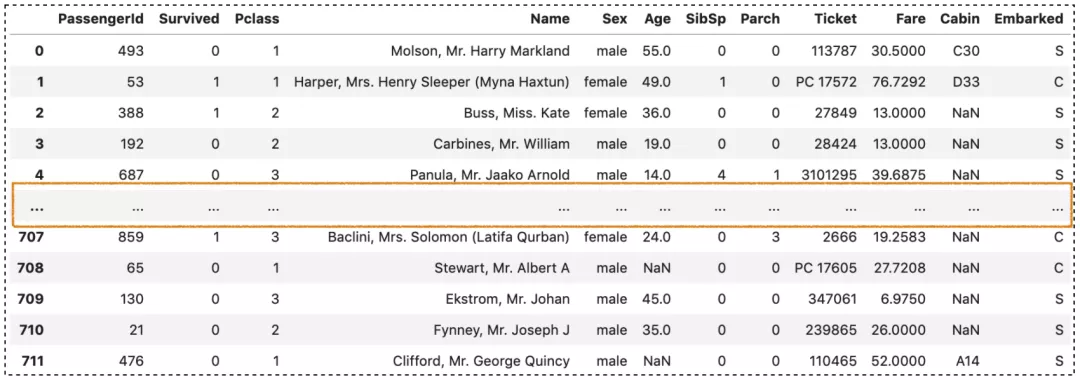 PassengerId Survived Pclass Name Sex Age SibSp Parch Ticket Fare Cabin Embarked
0 493 0 1 Molson, Mr. Harry Markland male 55.0 0 0 113787 30.5000 C30 S
1 53 1 1 Harper, Mrs. Henry Sleeper (Myna Haxtun) female 49.0 1 0 PC 17572 76.7292 D33 C
2 388 1 2 Buss, Miss. Kate female 36.0 0 0 27849 13.0000 NaN S
3 192 0 2 Carbines, Mr. William male 19.0 0 0 28424 13.0000 NaN S
4 687 0 3 Panula, Mr. Jaako Arnold male 14.0 4 1 3101295 39.6875 NaN S
... ... ... ... ... ... ... ... ... ... ... ... ...
707 859 1 3 Baclini, Mrs. Solomon (Latifa Qurban) female 24.0 0 3 2666 19.2583 NaN C
708 65 0 1 Stewart, Mr. Albert A male NaN 0 0 PC 17605 27.7208 NaN C
709 130 0 3 Ekstrom, Mr. Johan male 45.0 0 0 347061 6.9750 NaN S
710 21 0 2 Fynney, Mr. Joseph J male 35.0 0 0 239865 26.0000 NaN S
711 476 0 1 Clifford, Mr. George Quincy male NaN 0 0 110465 52.0000 A14 S